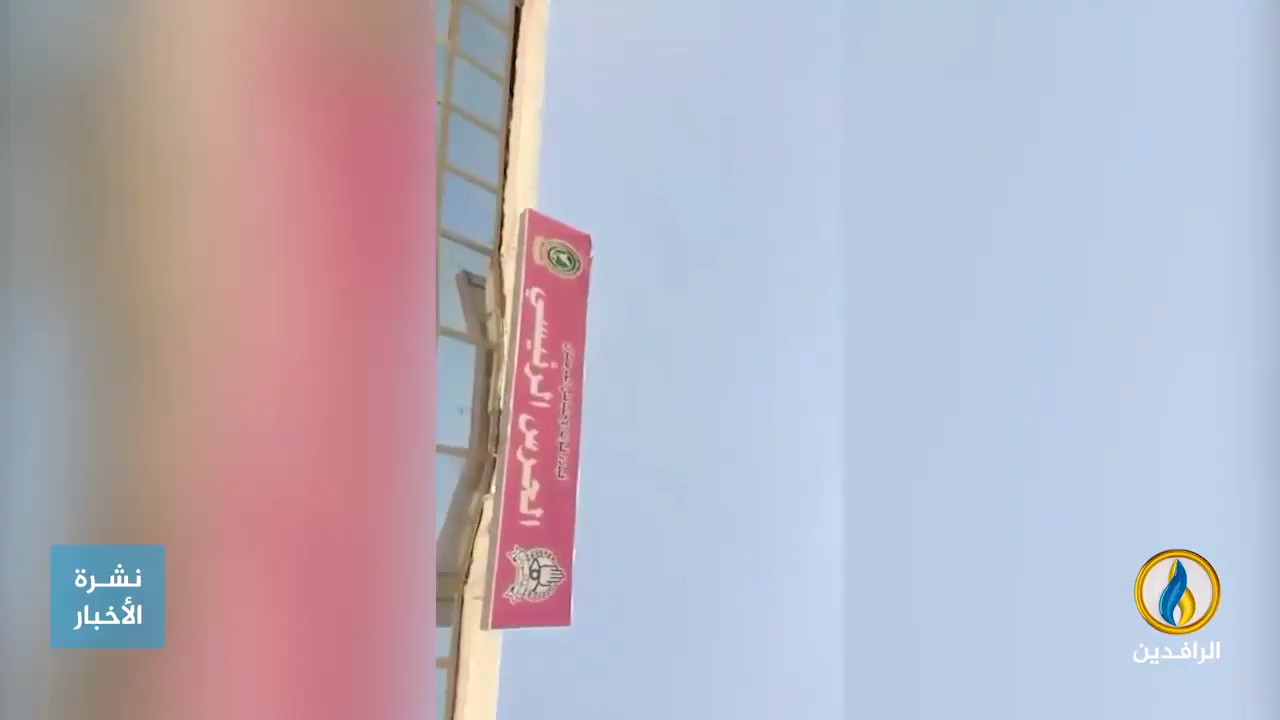 الحرس الرئيسي
نشرة
الأخبار
الرافدين